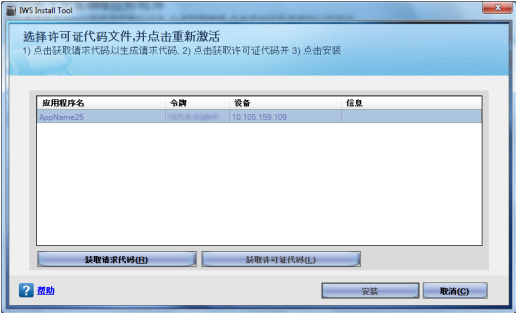 IWS Install Tool
选择许可证代码文件,并点击重新激活
1) 点击获取请求代码以生成请求代码, 2) 点击获取许可证代码并 3) 点击安装
应用程序名 令牌 设备 信息
AppName25 10.105.159.109
获取请求代码(R) 获取许可证代码(L)
? 帮助 安装 取消(C)